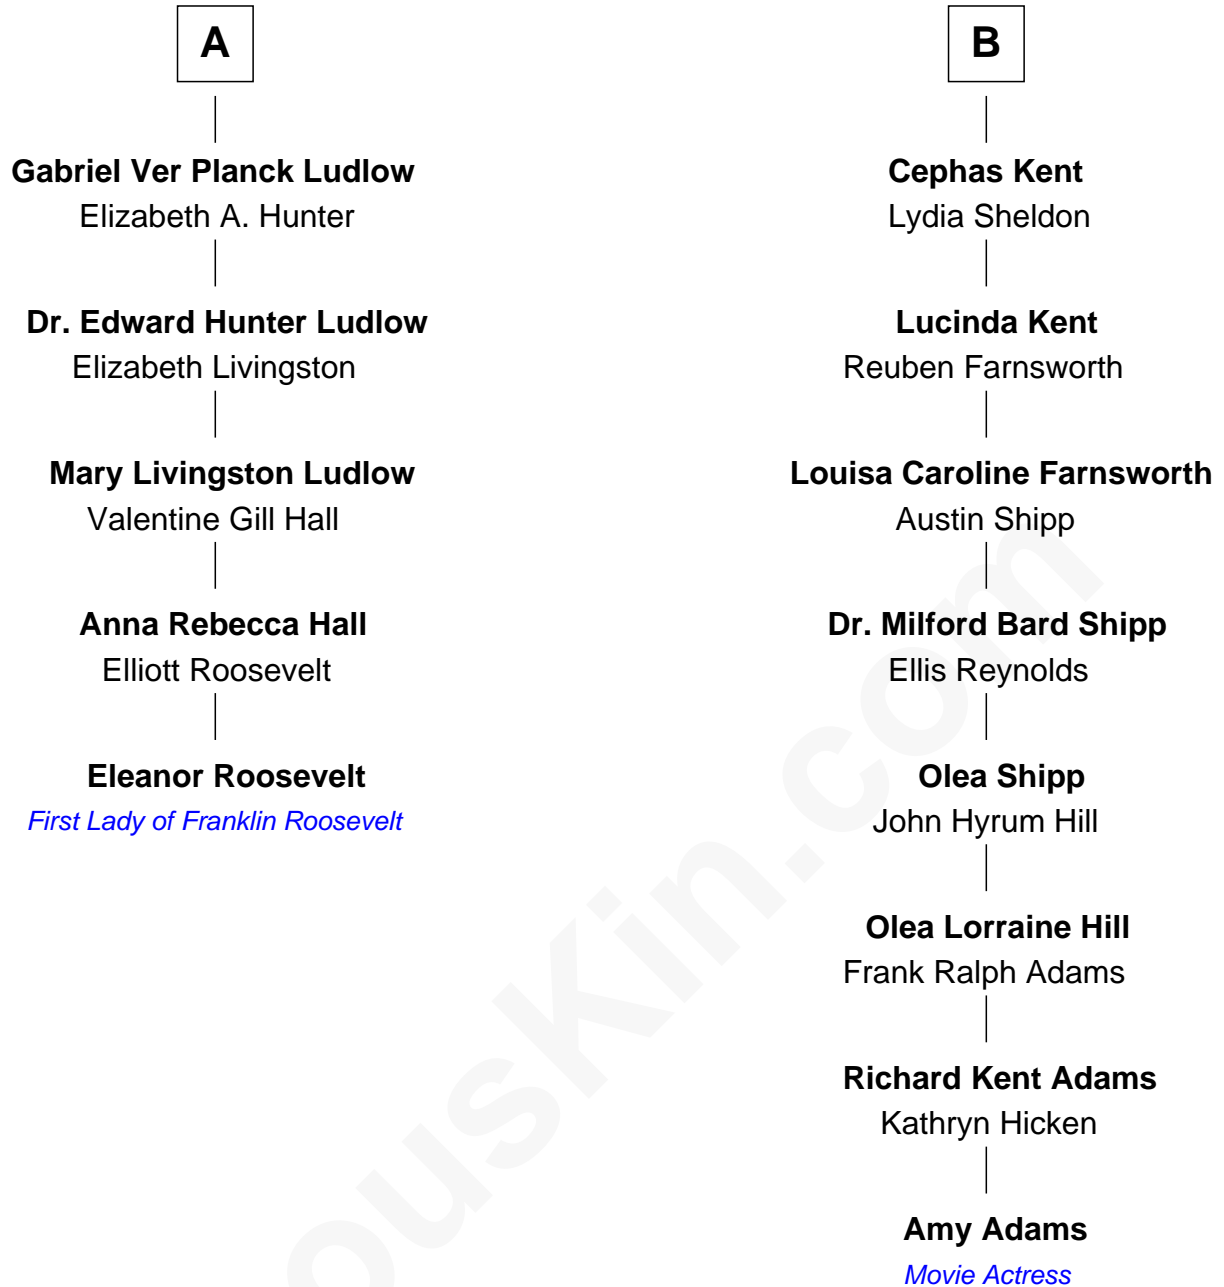 A
Gabriel Ver Planck Ludlow
Elizabeth A. Hunter
Dr. Edward Hunter Ludlow
Elizabeth Livingston
Mary Livingston Ludlow
Valentine Gill Hall
Anna Rebecca Hall
Elliott Roosevelt
Eleanor Roosevelt
First Lady of Franklin Roosevelt
B
Cephas Kent
Lydia Sheldon
Lucinda Kent
Reuben Farnsworth
Louisa Caroline Farnsworth
Austin Shipp
Dr. Milford Bard Shipp
Ellis Reynolds
Olea Shipp
John Hyrum Hill
Olea Lorraine Hill
Frank Ralph Adams
Richard Kent Adams
Kathryn Hicken
Amy Adams
Movie Actress
ousKin.com